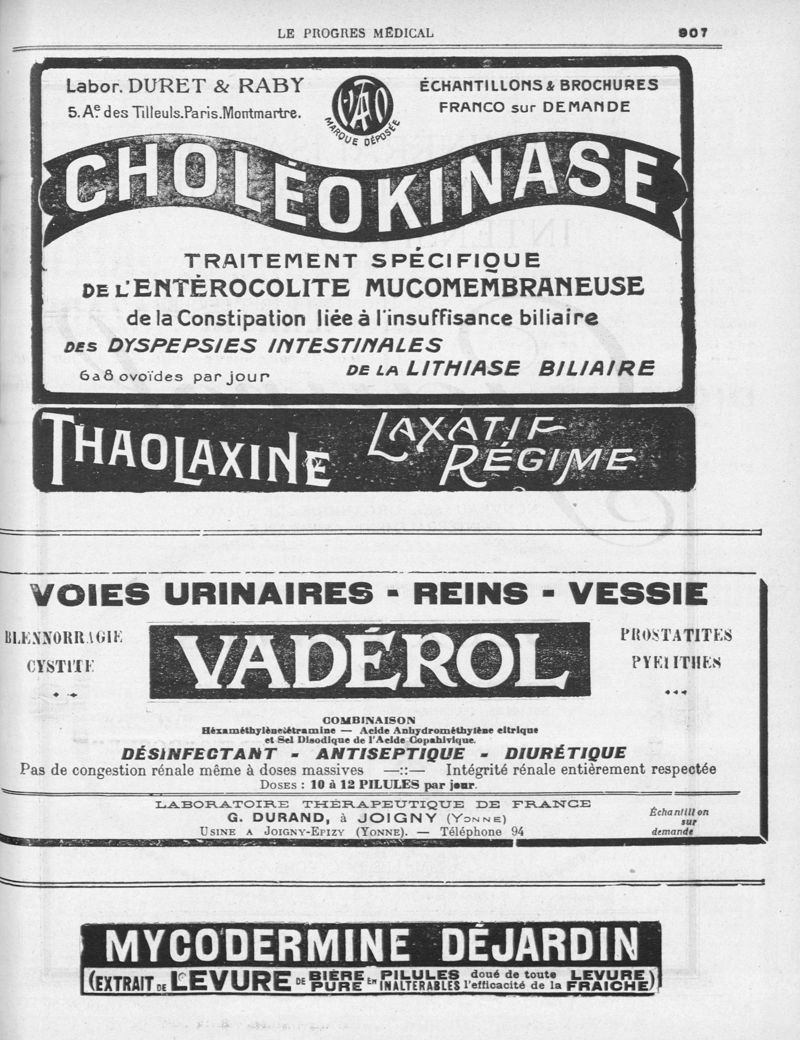 LE PROGRES MÉDICAL
907
Labor. DURET & RABY
5. Ae. des Tilleuls. Paris. Montmartre.
MARQUE DÉPOSÉE
ÉCHANTILLONS & BROCHURES
FRANCO sur DEMANDE
CHOLÉOKINASE
TRAITEMENT SPÉCIFIQUE
DE L'ENTÉROCOLITE MUCOMEMBRANEUSE
de la Constipation liée à l'insuffisance biliaire
DES DYSPEPSIES INTESTINALES
DE LA LITHIASE BILIAIRE
6 a 8 ovoïdes par jour
THAOLAXINE
LAXATIF
RÉGIME
VOIES URINAIRES - REINS - VESSIE
BLENNORRAGIE
CYSTITE
VADÉROL
PROSTATITES
PYELITHES
COMBINAISON
Héxaméthylènetétramine — Acide Anhydrométhylène citrique
et Sel Disodique de l'Acide Copahivique.
DÉSINFECTANT - ANTISEPTIQUE - DIURÉTIQUE
Pas de congestion rénale même à doses massives —::— Intégrité rénale entièrement respectée
DOSES : 10 à 12 PILULES par jour.
LABORATOIRE THÉRAPEUTIQUE DE FRANCE
G. DURAND, à JOIGNY (YONNE)
USINE A JOIGNY-EPIZY (YONNE). — Téléphone 94
Échantillon
sur
demande
MYCODERMINE DÉJARDIN
(EXTRAIT DE LEVURE DE BIÈRE PURE EN PILULES INALTÉRABLES doué de toute l'efficacité de la LEVURE FRAICHE)